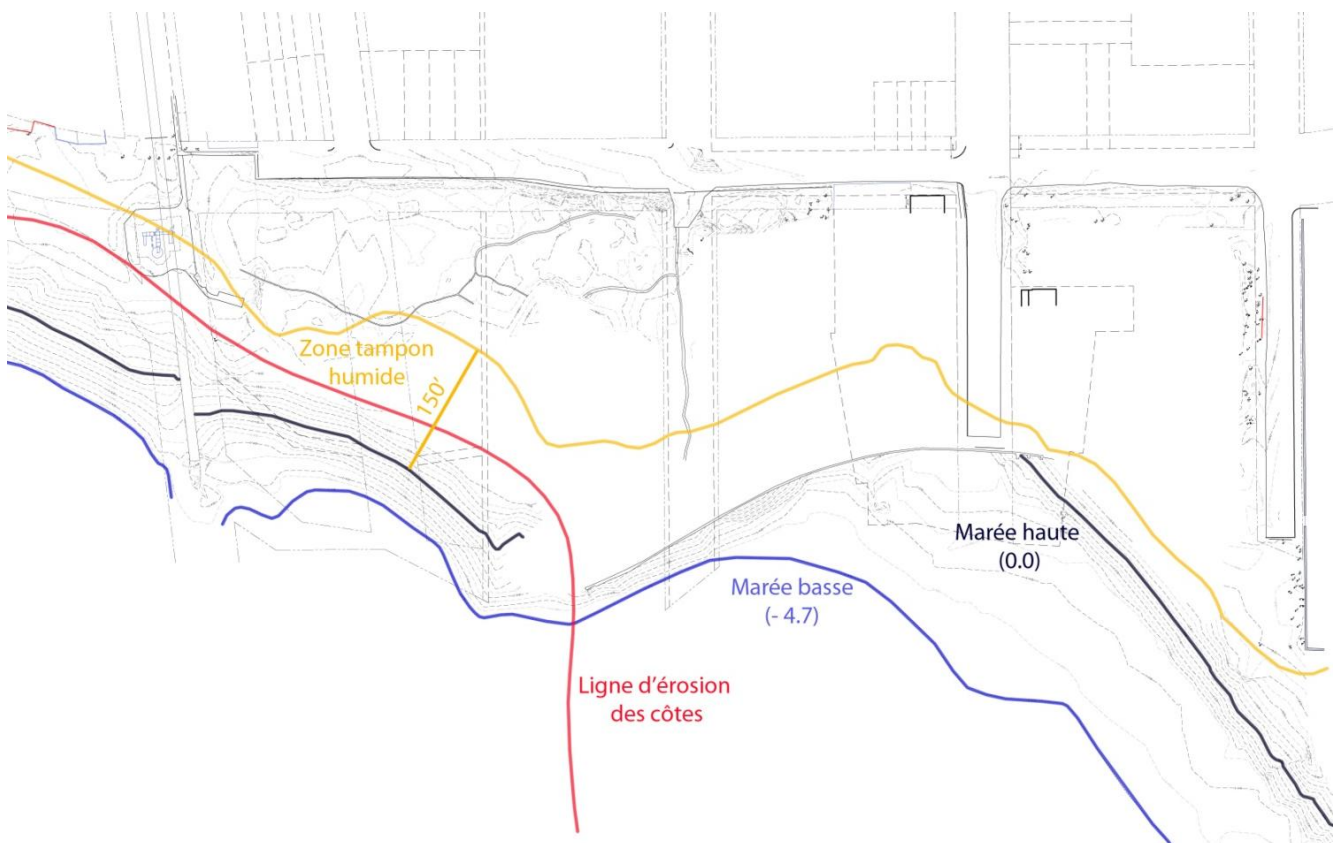 Zone tampon
humide
150'
Marée haute
(0.0)
Marée basse
(- 4.7)
Ligne d'érosion
des côtes